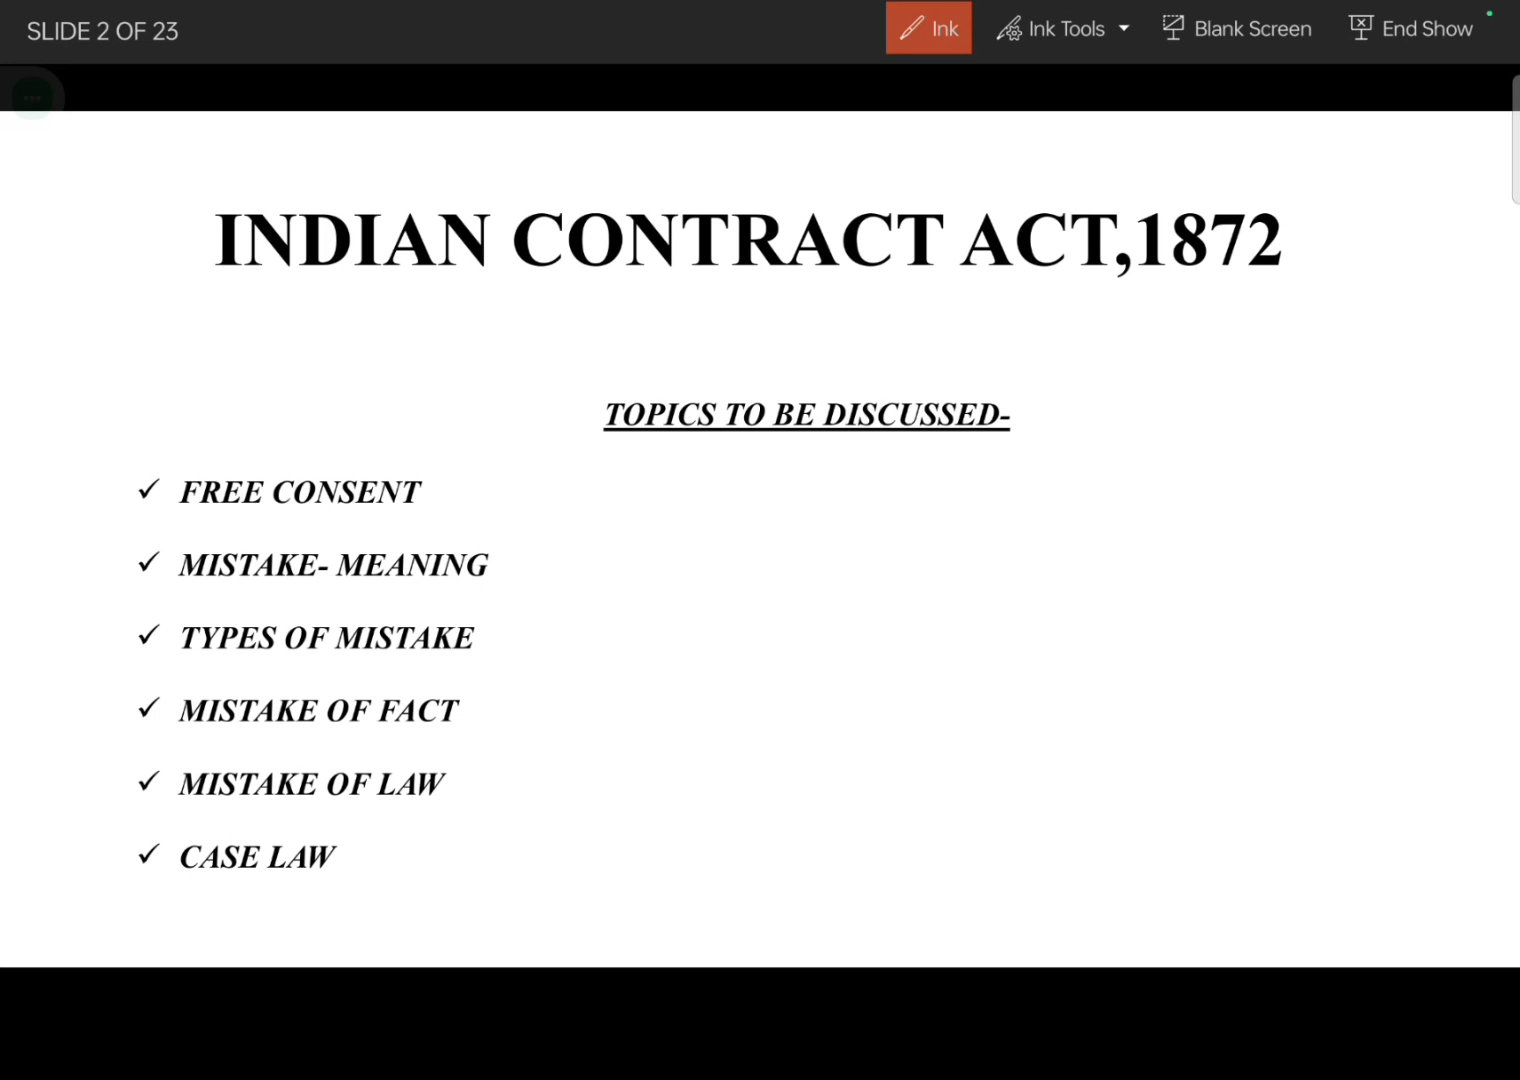 SLIDE 2 OF 23
Ink
Ink Tools
Blank Screen
End Show
INDIAN CONTRACT ACT,1872
TOPICS TO BE DISCUSSED-
✓ FREE CONSENT
✓ MISTAKE- MEANING
✓ TYPES OF MISTAKE
✓ MISTAKE OF FACT
✓ MISTAKE OF LAW
✓ CASE LAW